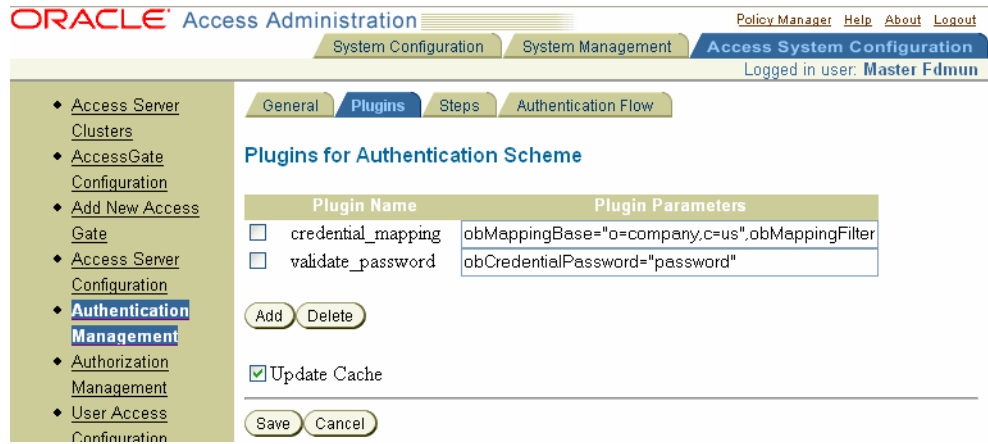 ORACLE Access Administration
Policy Manager Help About Logout
System Configuration System Management Access System Configuration
Logged in user: Master Fdmun
Access Server
Clusters
AccessGate
Configuration
Add New Access
Gate
Access Server
Configuration
Authentication
Management
Authorization
Management
User Access
Configuration
General Plugins Steps Authentication Flow
Plugins for Authentication Scheme
Plugin Name Plugin Parameters
credential_mapping obMappingBase="o=company,c=us",obMappingFilter
validate_password obCredentialPassword="password"
Add Delete
Update Cache
Save Cancel